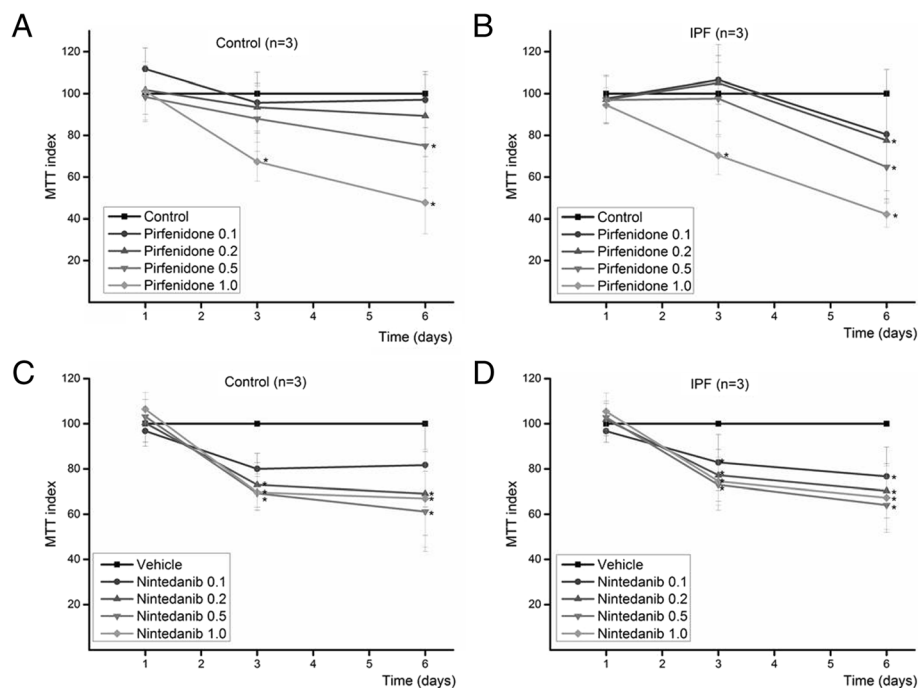 A
Control (n=3)
120
100
80
60
40
20
MTT index
Control
Pirfenidone 0.1
Pirfenidone 0.2
Pirfenidone 0.5
Pirfenidone 1.0
* * *
1 2 3 4 5 6
Time (days)
B
IPF (n=3)
120
100
80
60
40
20
MTT index
Control
Pirfenidone 0.1
Pirfenidone 0.2
Pirfenidone 0.5
Pirfenidone 1.0
* * * *
1 2 3 4 5 6
Time (days)
C
Control (n=3)
120
100
80
60
40
20
MTT index
Vehicle
Nintedanib 0.1
Nintedanib 0.2
Nintedanib 0.5
Nintedanib 1.0
* * * * * *
1 2 3 4 5 6
Time (days)
D
IPF (n=3)
120
100
80
60
40
20
MTT index
Vehicle
Nintedanib 0.1
Nintedanib 0.2
Nintedanib 0.5
Nintedanib 1.0
* * * * * * * *
1 2 3 4 5 6
Time (days)